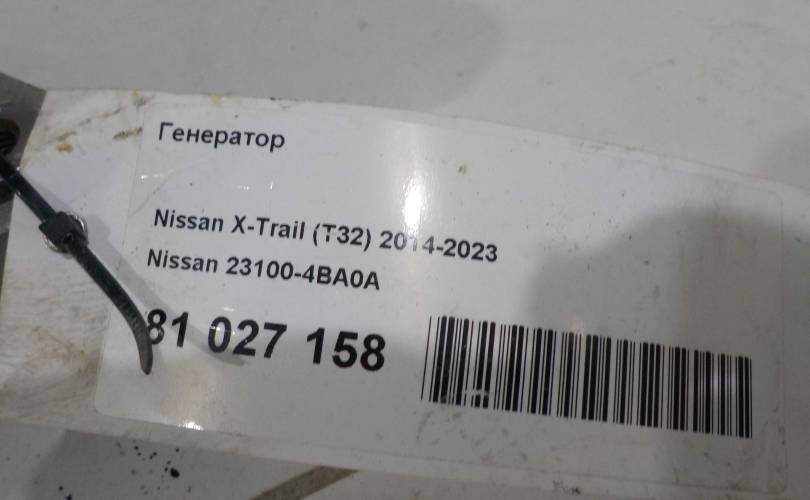 Генератор
Nissan X-Trail (T32) 2014-2023
Nissan 23100-4BA0A
81 027 158